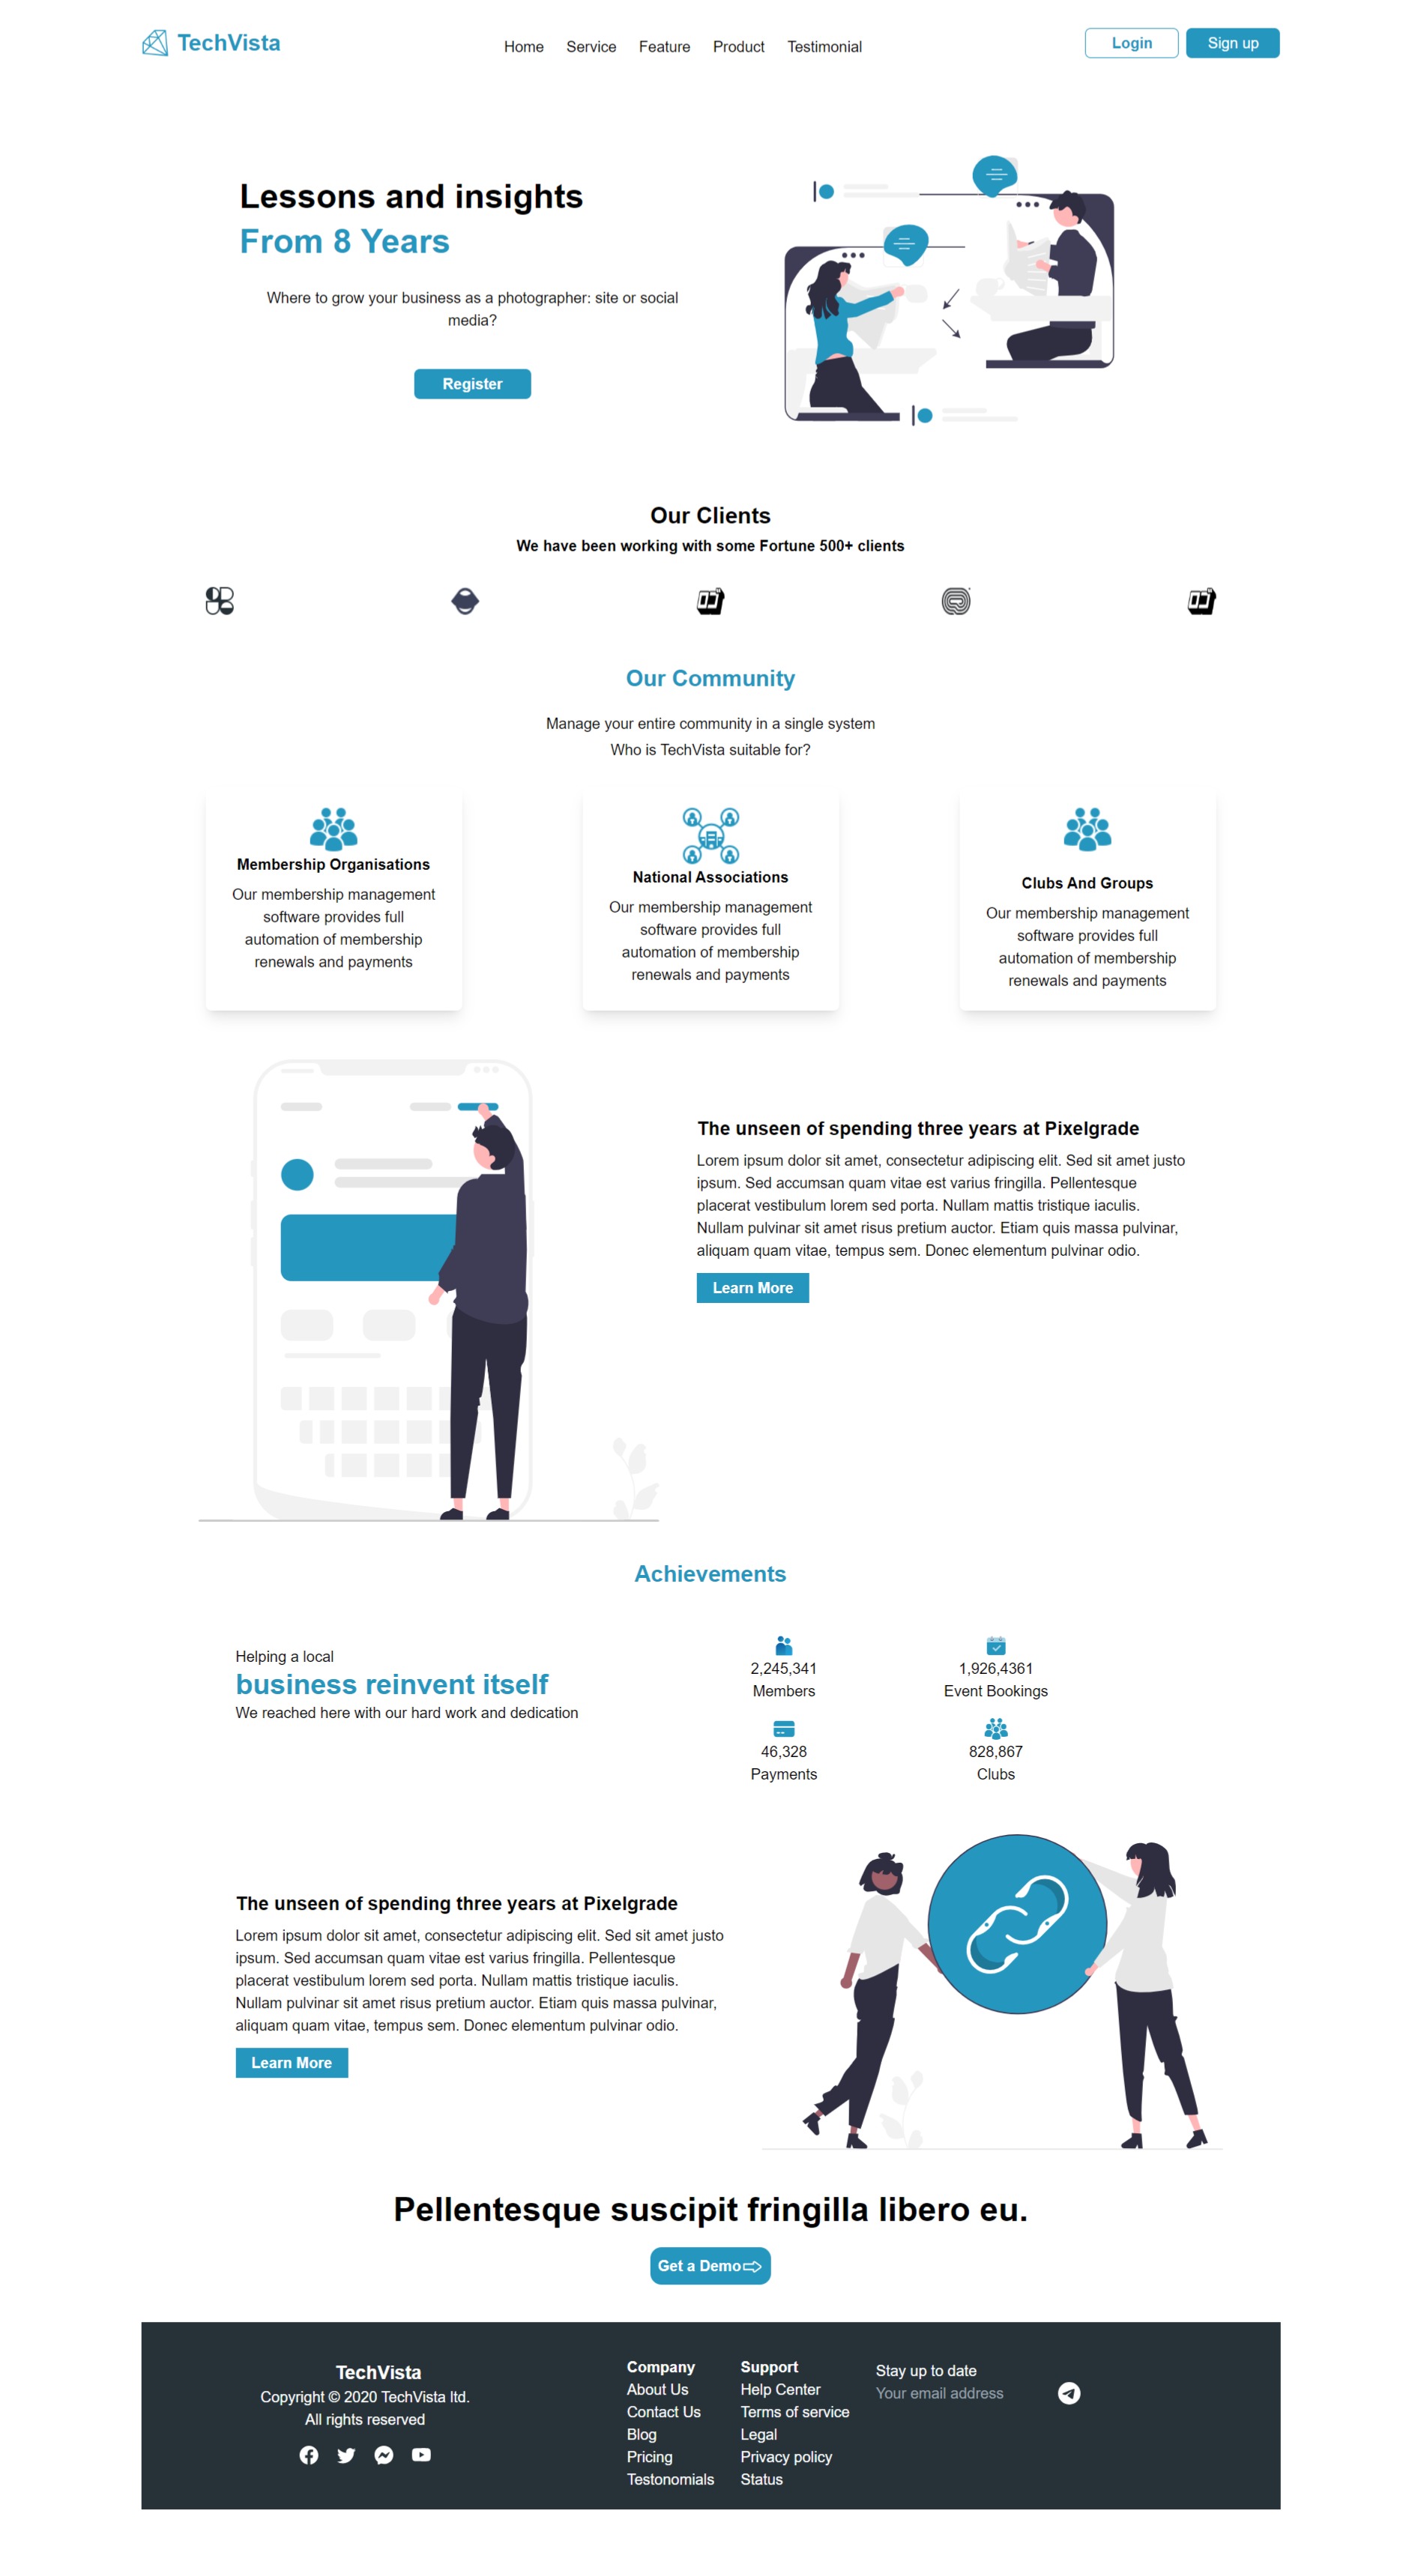 TechVista
Home Service Feature Product Testimonial
Login Sign up
Lessons and insights
From 8 Years
Where to grow your business as a photographer: site or social
media?
Register
Our Clients
We have been working with some Fortune 500+ clients
Our Community
Manage your entire community in a single system
Who is TechVista suitable for?
Membership Organisations
Our membership management
software provides full
automation of membership
renewals and payments
National Associations
Our membership management
software provides full
automation of membership
renewals and payments
Clubs And Groups
Our membership management
software provides full
automation of membership
renewals and payments
The unseen of spending three years at Pixelgrade
Lorem ipsum dolor sit amet, consectetur adipiscing elit. Sed sit amet justo
ipsum. Sed accumsan quam vitae est varius fringilla. Pellentesque
placerat vestibulum lorem sed porta. Nullam mattis tristique iaculis.
Nullam pulvinar sit amet risus pretium auctor. Etiam quis massa pulvinar,
aliquam quam vitae, tempus sem. Donec elementum pulvinar odio.
Learn More
Achievements
Helping a local
business reinvent itself
We reached here with our hard work and dedication
2,245,341
Members
1,926,4361
Event Bookings
46,328
Payments
828,867
Clubs
The unseen of spending three years at Pixelgrade
Lorem ipsum dolor sit amet, consectetur adipiscing elit. Sed sit amet justo
ipsum. Sed accumsan quam vitae est varius fringilla. Pellentesque
placerat vestibulum lorem sed porta. Nullam mattis tristique iaculis.
Nullam pulvinar sit amet risus pretium auctor. Etiam quis massa pulvinar,
aliquam quam vitae, tempus sem. Donec elementum pulvinar odio.
Learn More
Pellentesque suscipit fringilla libero eu.
Get a Demo
TechVista
Copyright © 2020 TechVista ltd.
All rights reserved
Company
About Us
Contact Us
Blog
Pricing
Testonomials
Support
Help Center
Terms of service
Legal
Privacy policy
Status
Stay up to date
Your email address